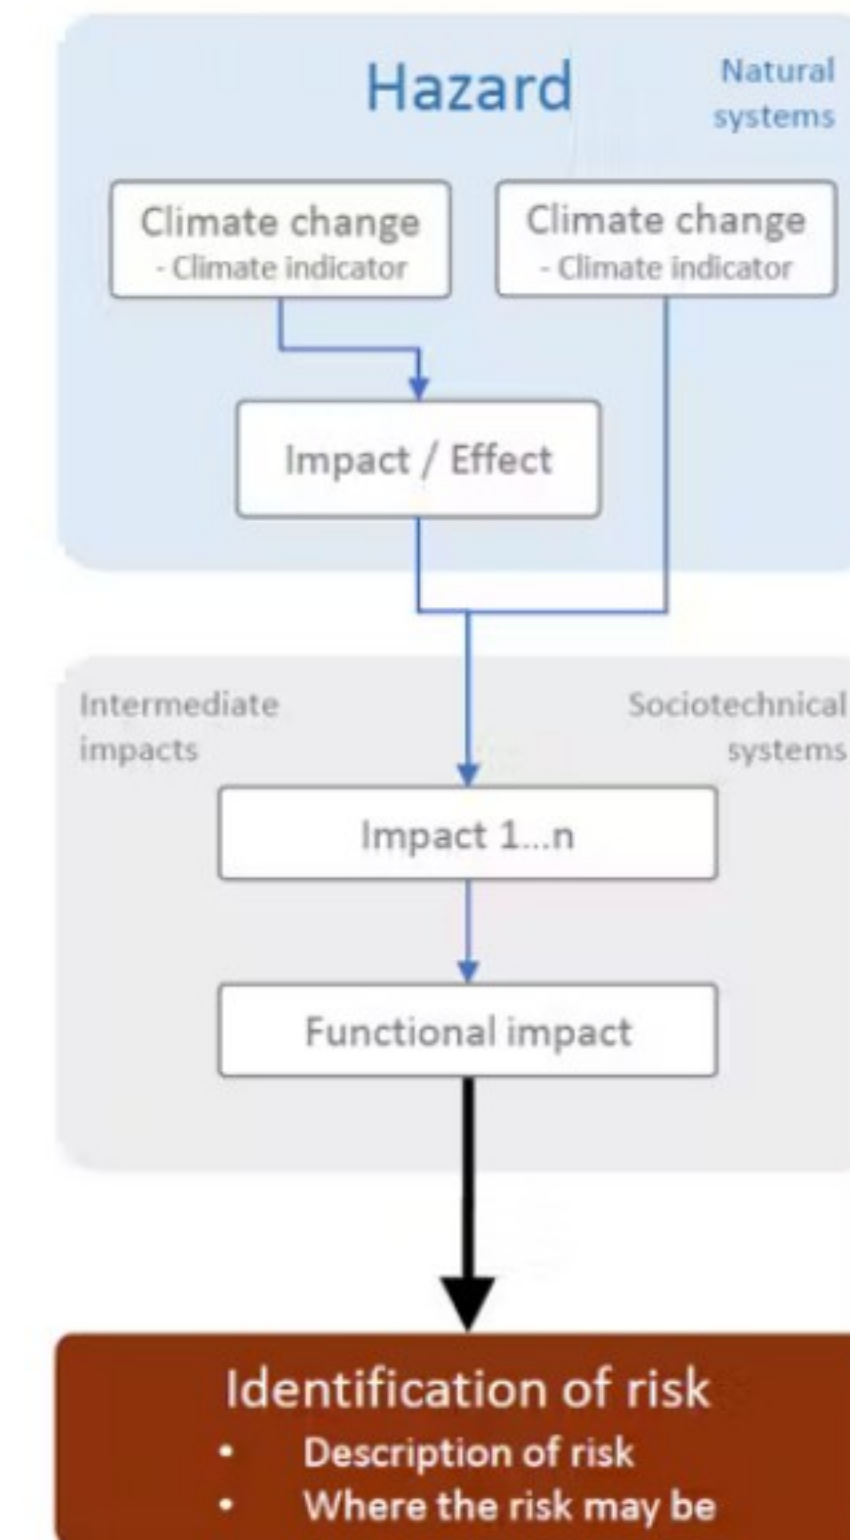 Hazard
Natural
systems
Climate change
- Climate indicator
Climate change
- Climate indicator
Impact / Effect
Intermediate
impacts
Sociotechnical
systems
Impact 1...n
Functional impact
Identification of risk
• Description of risk
• Where the risk may be